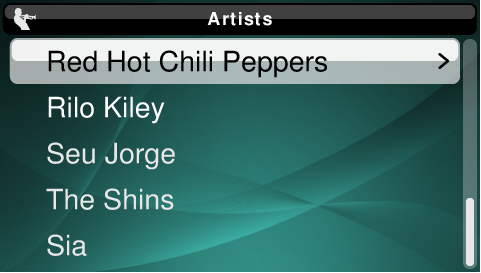 Artists
Red Hot Chili Peppers
Rilo Kiley
Seu Jorge
The Shins
Sia